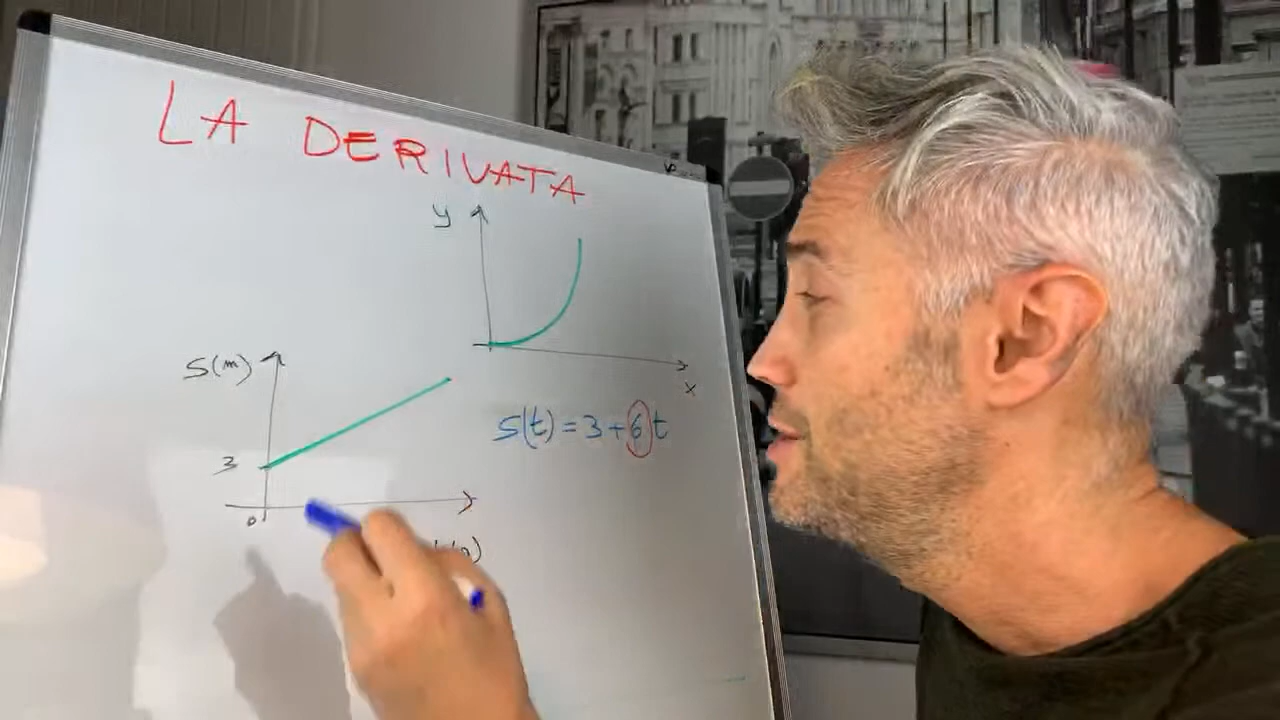 LA DERIVATA
y
x
S(m)
3
0
S(t) = 3 + 6t